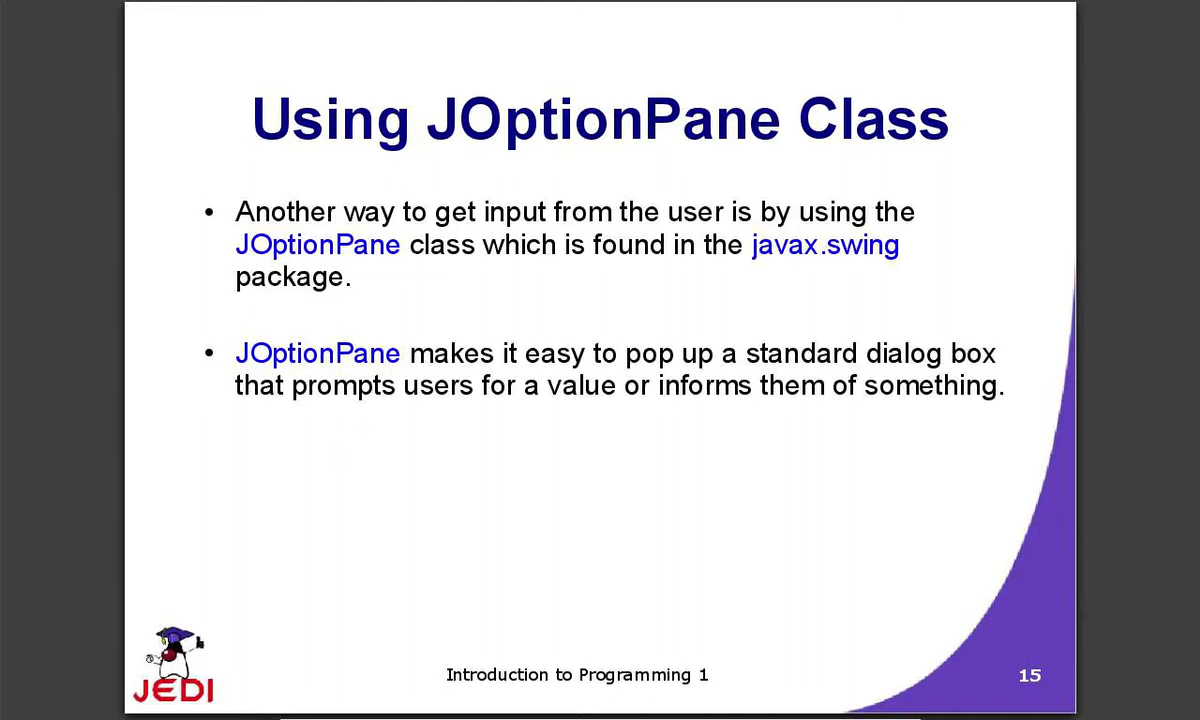 Using JOptionPane Class
• Another way to get input from the user is by using the
JOptionPane class which is found in the javax.swing
package.
• JOptionPane makes it easy to pop up a standard dialog box
that prompts users for a value or informs them of something.
JEDI
Introduction to Programming 1
15